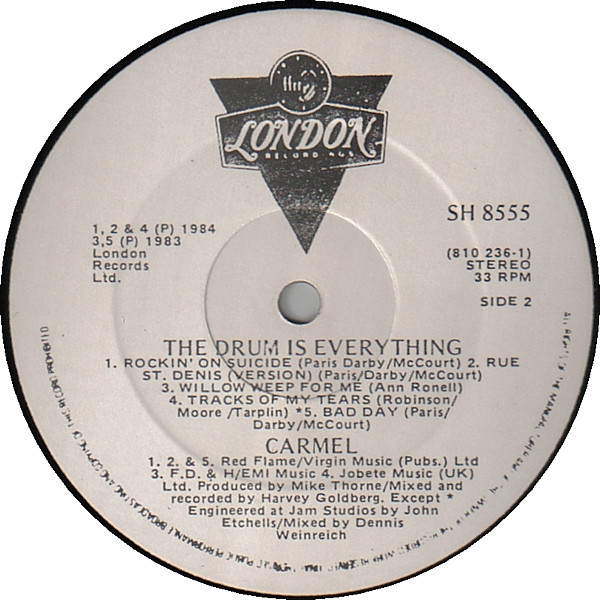 LONDON
RECORDINGS
SH 8555
1, 2 & 4 (P) 1984
3,5 (P) 1983
London
Records
Ltd.
(810 236-1)
STEREO
33 RPM
SIDE 2
THE DRUM IS EVERYTHING
1. ROCKIN' ON SUICIDE (Paris Darby/McCourt) 2. RUE
ST. DENIS (VERSION) (Paris/Darby/McCourt)
3. WILLOW WEEP FOR ME (Ann Ronell)
4. TRACKS OF MY TEARS (Robinson/
Moore /Tarplin) *5. BAD DAY (Paris/
Darby/McCourt)
CARMEL
1. 2. & 5. Red Flame/Virgin Music (Pubs.) Ltd
3. F.D. & H/EMI Music 4. Jobete Music (UK)
Ltd. Produced by Mike Thorne/Mixed and
recorded by Harvey Goldberg. Except *
Engineered at Jam Studios by John
Etchells/Mixed by Dennis
Weinreich